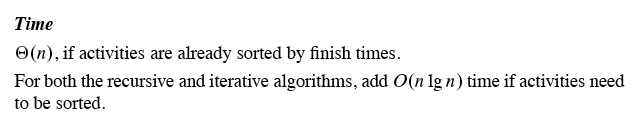 Time
Θ(n), if activities are already sorted by finish times.
For both the recursive and iterative algorithms, add O(n lg n) time if activities need
to be sorted.